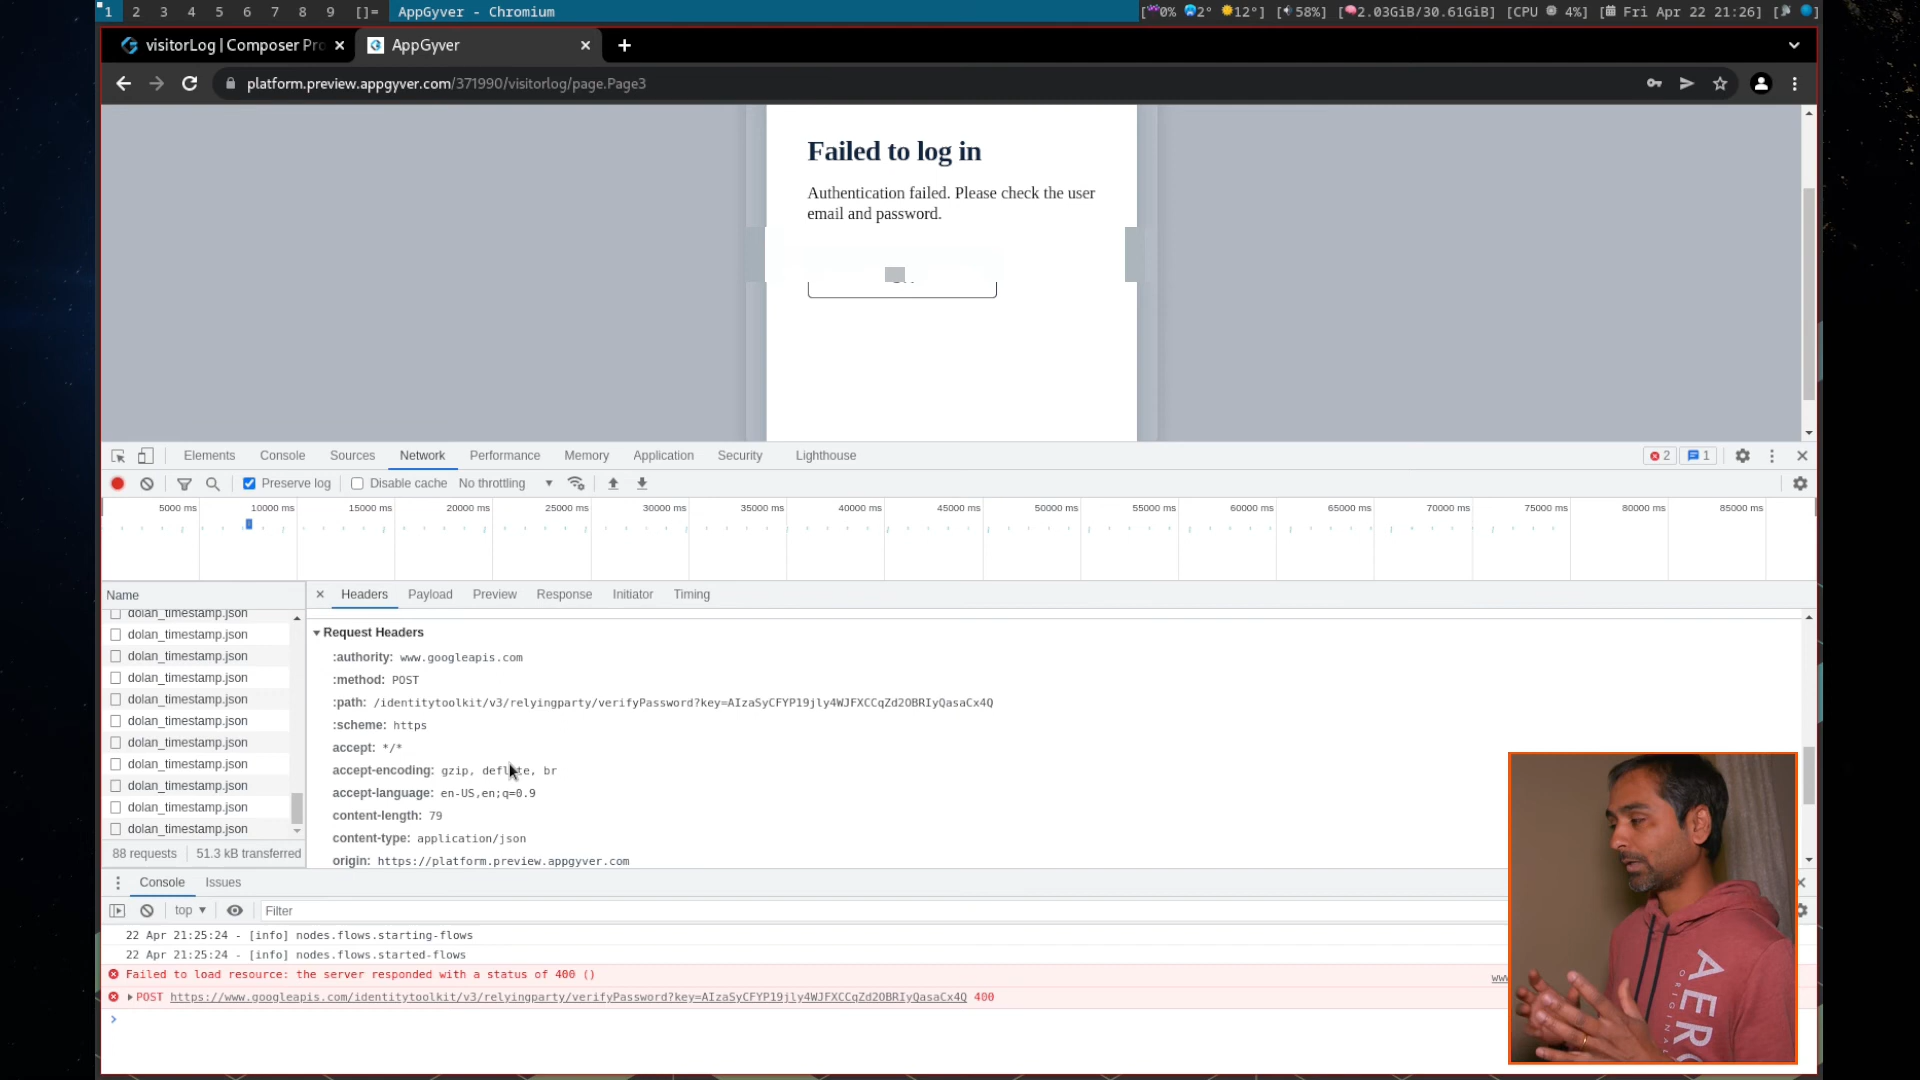 1 2 3 4 5 6 7 8 9 []= AppGyver - Chromium [0% 2° 12°] [58%] [2.03GiB/30.61GiB] [CPU 4%] [Fri Apr 22 21:26]
visitorLog | Composer Pro
AppGyver
platform.preview.appgyver.com/371990/visitorlog/page.Page3
Failed to log in
Authentication failed. Please check the user
email and password.
Elements Console Sources Network Performance Memory Application Security Lighthouse 2 1
Preserve log Disable cache No throttling
5000 ms 10000 ms 15000 ms 20000 ms 25000 ms 30000 ms 35000 ms 40000 ms 45000 ms 50000 ms 55000 ms 60000 ms 65000 ms 70000 ms 75000 ms 80000 ms 85000 ms
Name
dolan_timestamp.json
dolan_timestamp.json
dolan_timestamp.json
dolan_timestamp.json
dolan_timestamp.json
dolan_timestamp.json
dolan_timestamp.json
dolan_timestamp.json
dolan_timestamp.json
dolan_timestamp.json
dolan_timestamp.json
88 requests 51.3 kB transferred
Headers Payload Preview Response Initiator Timing
Request Headers
:authority: www.googleapis.com
:method: POST
:path: /identitytoolkit/v3/relyingparty/verifyPassword?key=AIzaSyCFYP19jly4WJFXCCqZd2OBRIyQasaCx4Q
:scheme: https
accept: */*
accept-encoding: gzip, deflate, br
accept-language: en-US,en;q=0.9
content-length: 79
content-type: application/json
origin: https://platform.preview.appgyver.com
Console Issues
top Filter
22 Apr 21:25:24 - [info] nodes.flows.starting-flows
22 Apr 21:25:24 - [info] nodes.flows.started-flows
Failed to load resource: the server responded with a status of 400 () www
POST https://www.googleapis.com/identitytoolkit/v3/relyingparty/verifyPassword?key=AIzaSyCFYP19jly4WJFXCCqZd2OBRIyQasaCx4Q 400
AERO
ORIGINAL